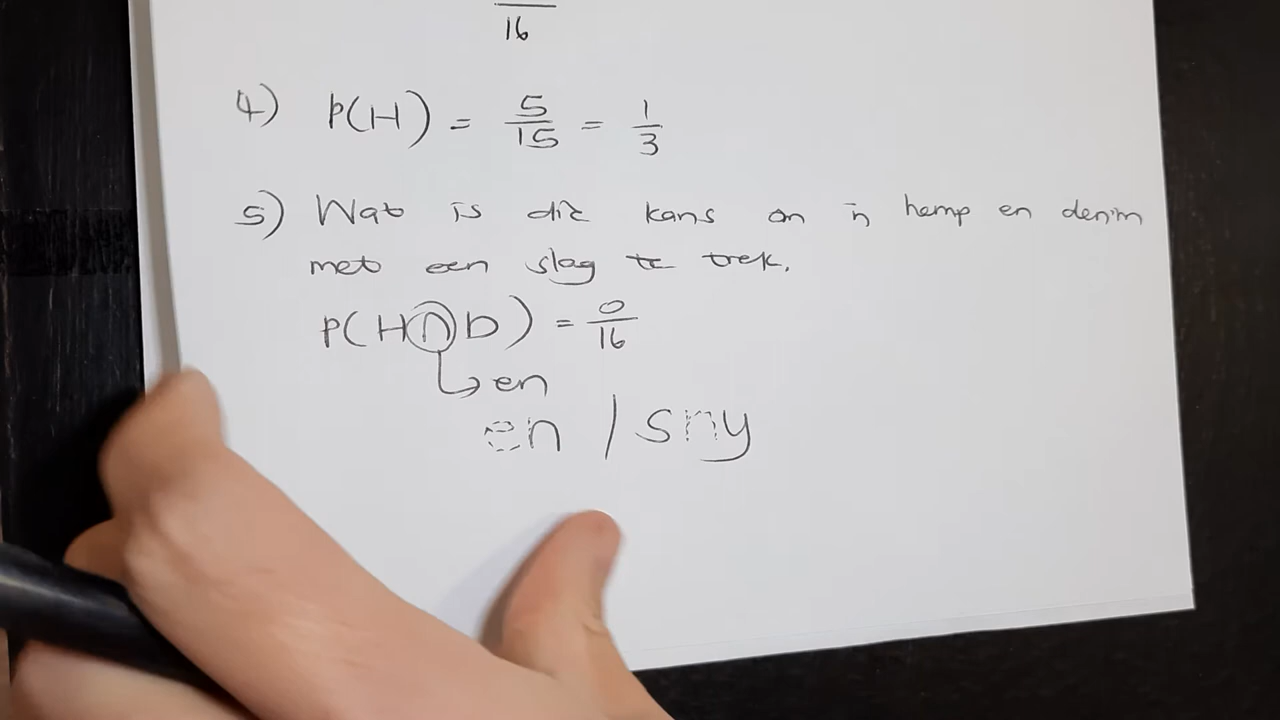 16
4) P(H) = 5/15 = 1/3
5) Wat is die kans om 'n hemp en denim
met een slag te trek.
P(H∩D) = 0/16
↳ en
en / sny